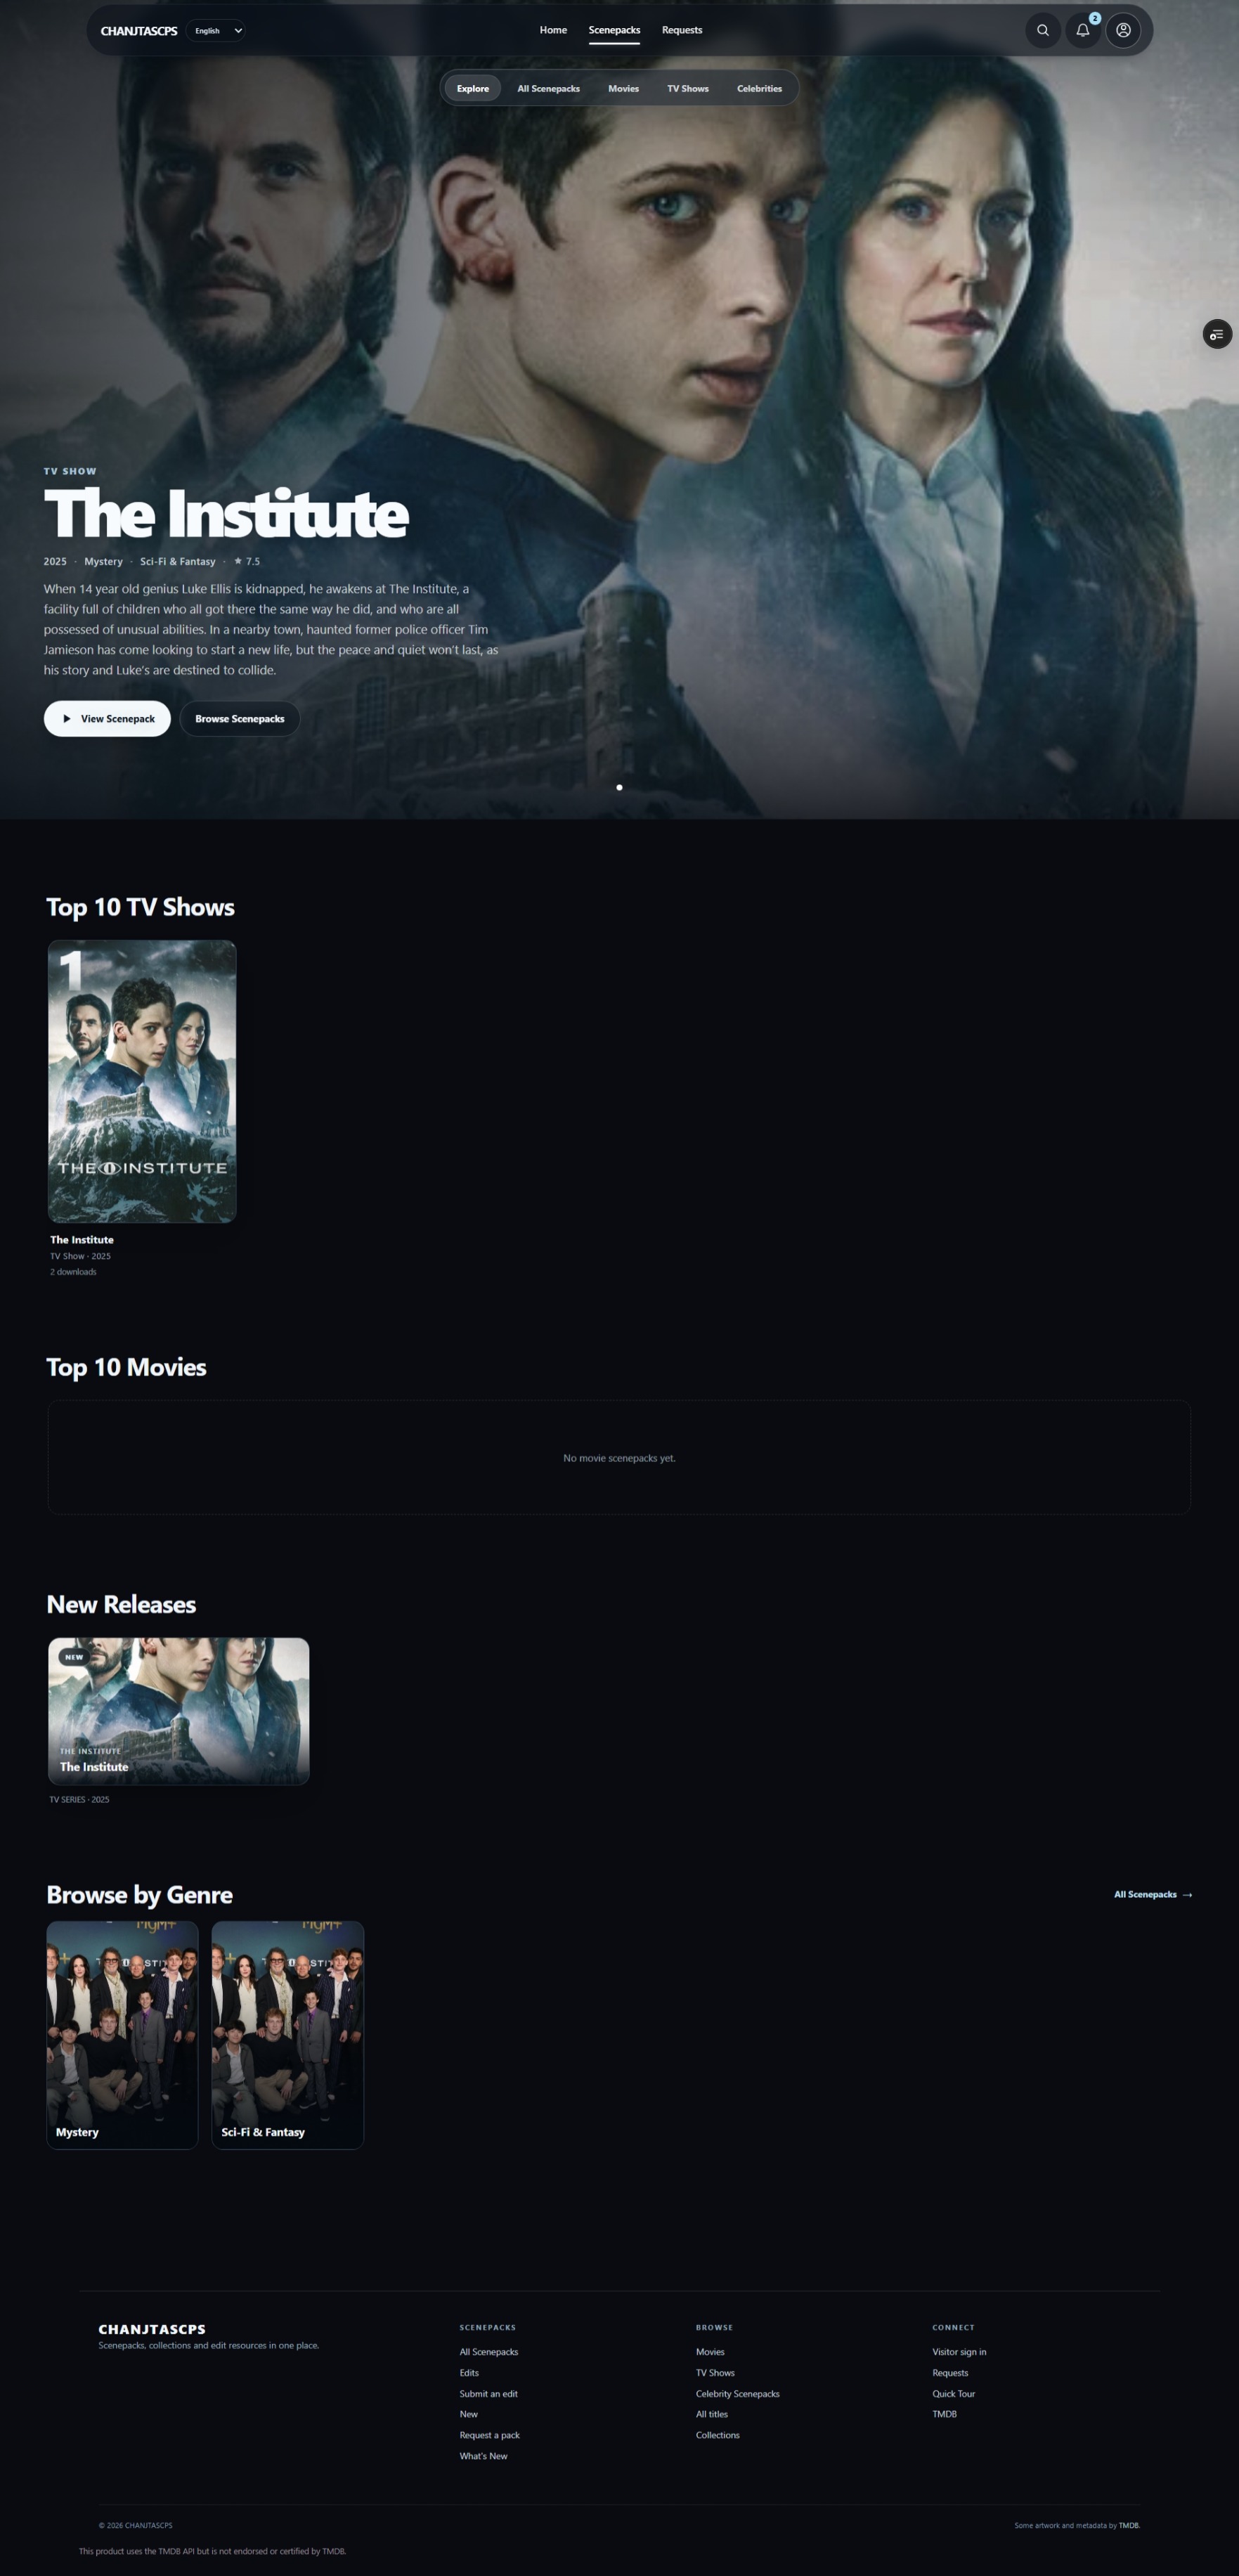 CHANJTASCPS
English
Home
Scenepacks
Requests
2
Explore
All Scenepacks
Movies
TV Shows
Celebrities
TV SHOW
The Institute
2025 · Mystery · Sci-Fi & Fantasy · ★ 7.5
When 14 year old genius Luke Ellis is kidnapped, he awakens at The Institute, a
facility full of children who all got there the same way he did, and who are all
possessed of unusual abilities. In a nearby town, haunted former police officer Tim
Jamieson has come looking to start a new life, but the peace and quiet won't last, as
his story and Luke's are destined to collide.
View Scenepack
Browse Scenepacks
Top 10 TV Shows
1
THE INSTITUTE
The Institute
TV Show · 2025
2 downloads
Top 10 Movies
No movie scenepacks yet.
New Releases
NEW
THE INSTITUTE
The Institute
TV SERIES · 2025
Browse by Genre
All Scenepacks →
MGM+
MGM+
Mystery
Sci-Fi & Fantasy
CHANJTASCPS
Scenepacks, collections and edit resources in one place.
SCENEPACKS
All Scenepacks
Edits
Submit an edit
New
Request a pack
What's New
BROWSE
Movies
TV Shows
Celebrity Scenepacks
All titles
Collections
CONNECT
Visitor sign in
Requests
Quick Tour
TMDB
© 2026 CHANJTASCPS
Some artwork and metadata by TMDB.
This product uses the TMDB API but is not endorsed or certified by TMDB.